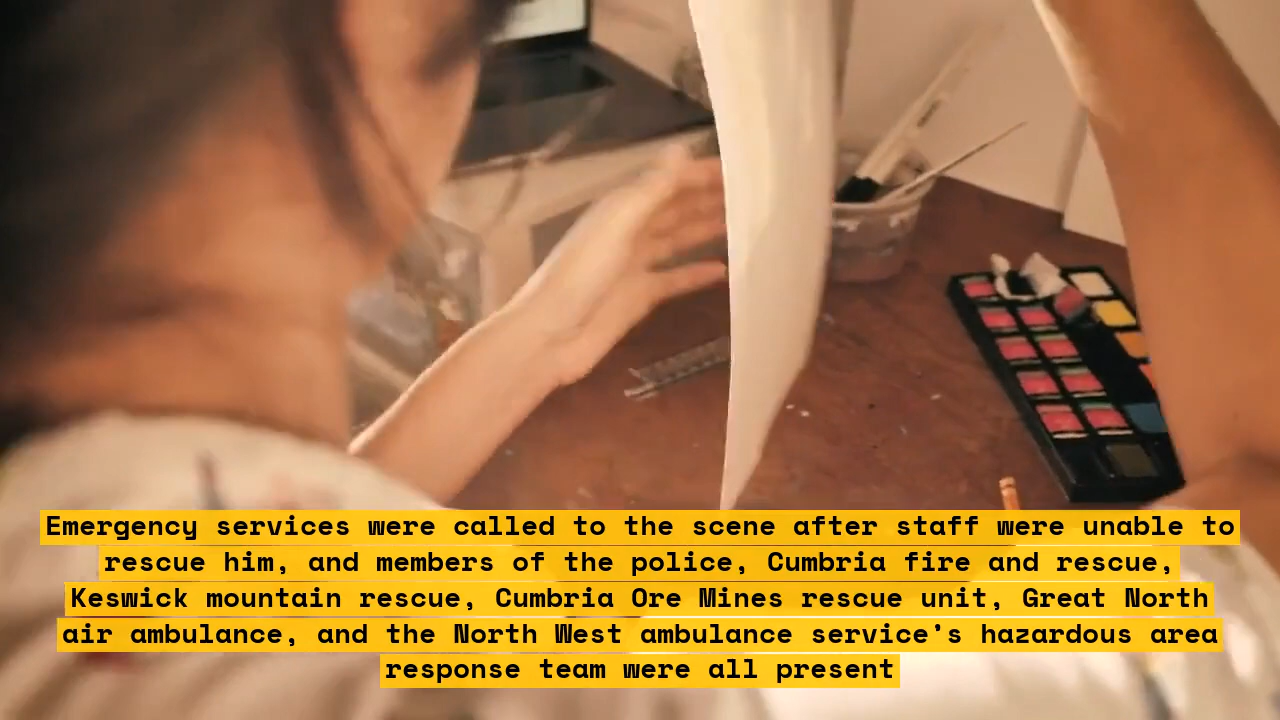 Emergency services were called to the scene after staff were unable to
rescue him, and members of the police, Cumbria fire and rescue,
Keswick mountain rescue, Cumbria Ore Mines rescue unit, Great North
air ambulance, and the North West ambulance service’s hazardous area
response team were all present